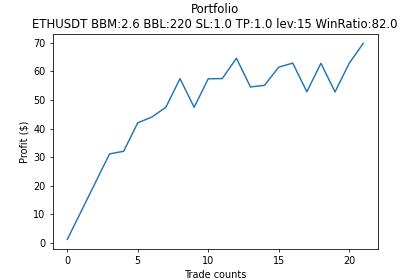 Portfolio
ETHUSDT BBM:2.6 BBL:220 SL:1.0 TP:1.0 lev:15 WinRatio:82.0
70
60
50
40
30
20
10
0
Profit ($)
0 5 10 15 20
Trade counts